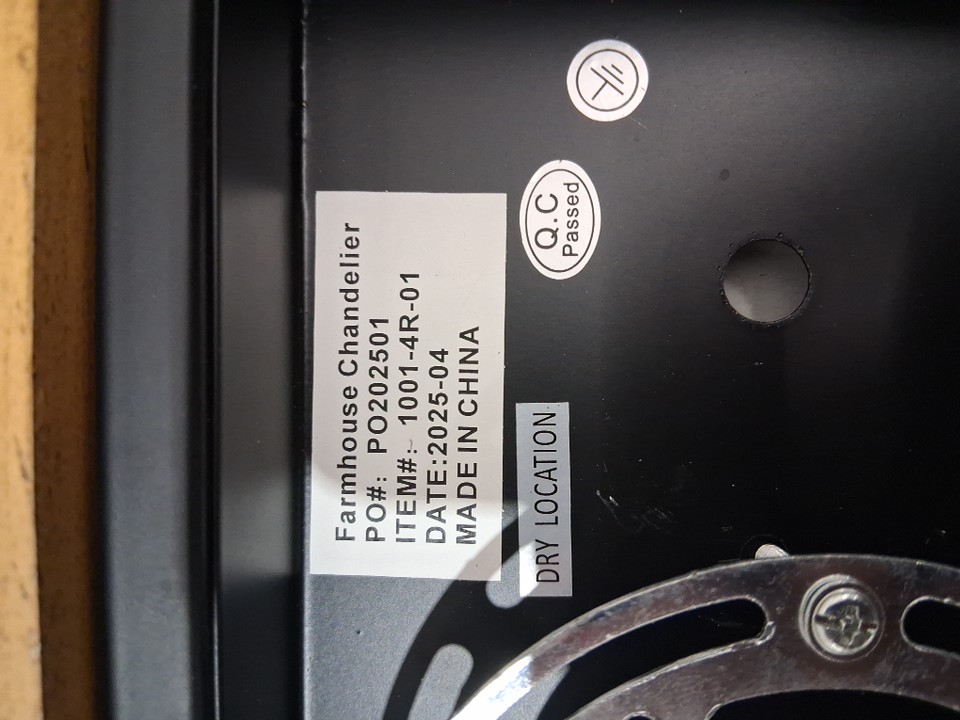 Farmhouse Chandelier
PO#: PO202501
ITEM#: 1001-4R-01
DATE:2025-04
MADE IN CHINA
DRY LOCATION
Q.C
Passed